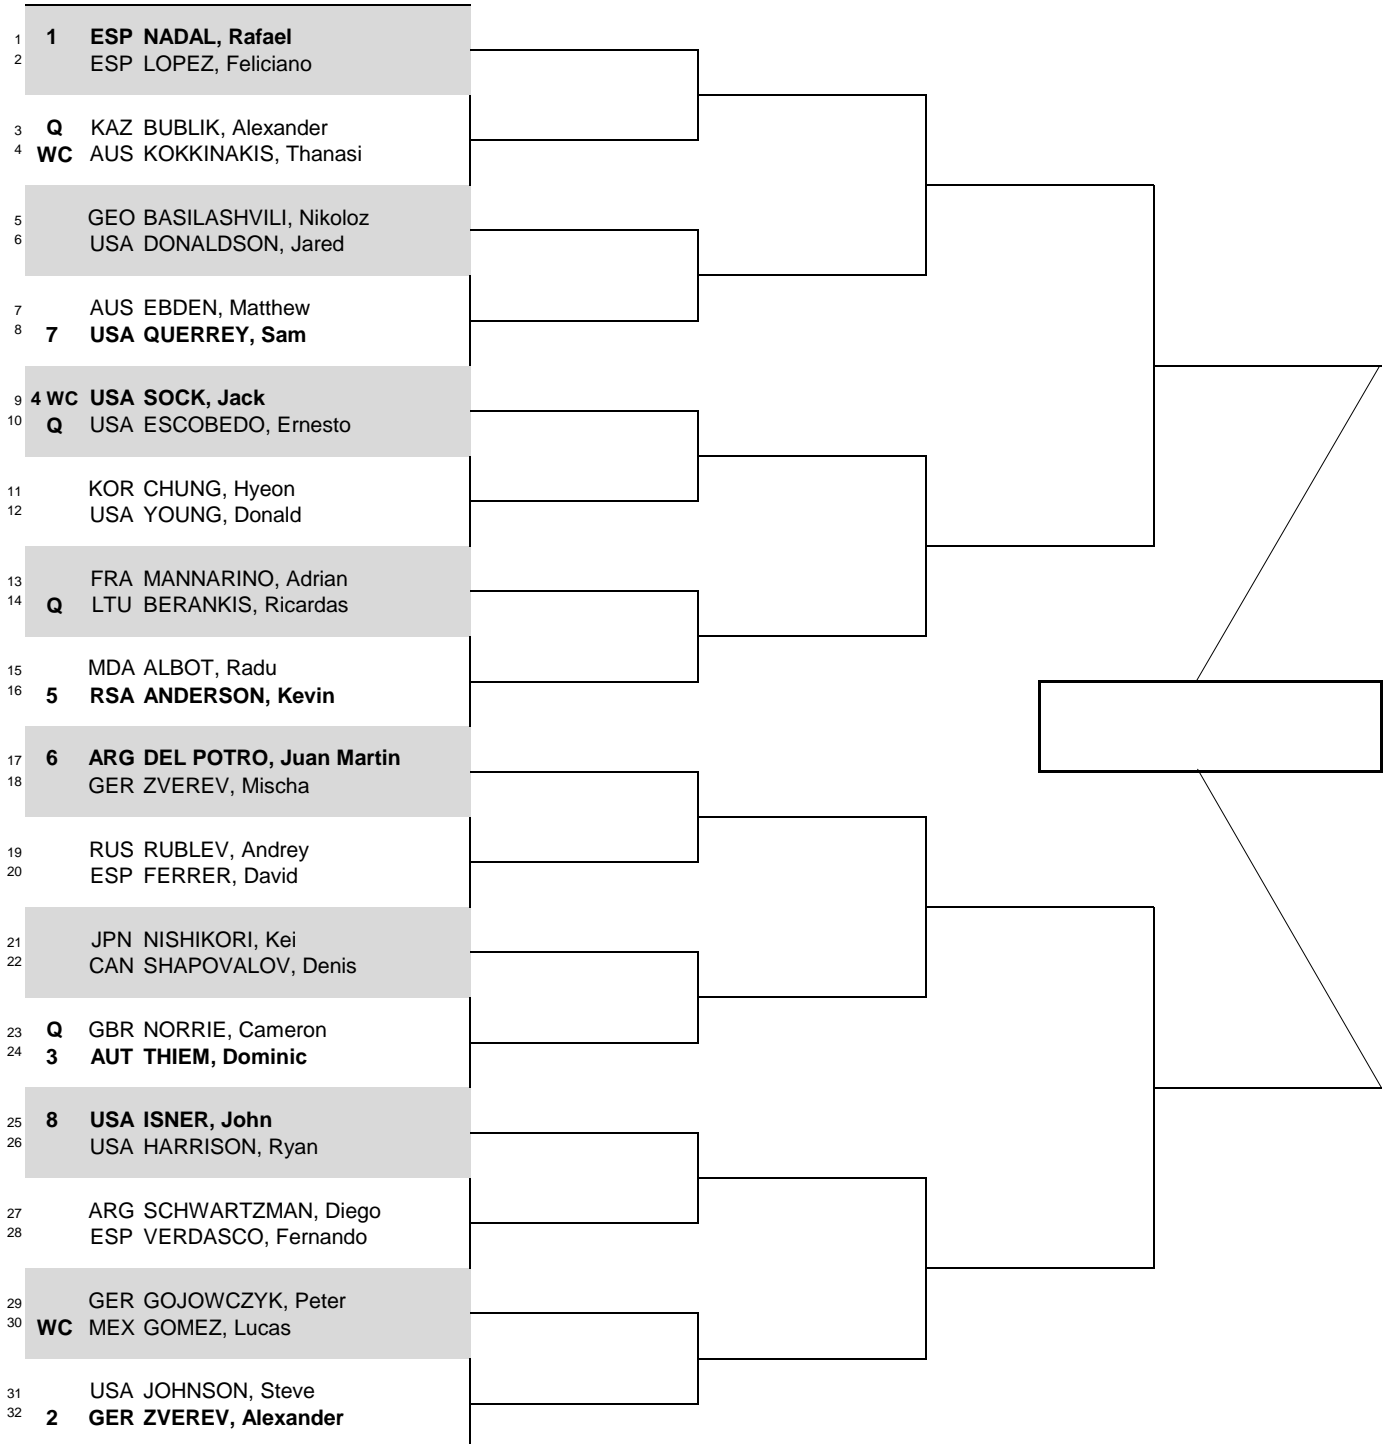 1 1 ESP NADAL, Rafael
2 ESP LOPEZ, Feliciano
3 Q KAZ BUBLIK, Alexander
4 WC AUS KOKKINAKIS, Thanasi
5 GEO BASILASHVILI, Nikoloz
6 USA DONALDSON, Jared
7 AUS EBDEN, Matthew
8 7 USA QUERREY, Sam
9 4 WC USA SOCK, Jack
10 Q USA ESCOBEDO, Ernesto
11 KOR CHUNG, Hyeon
12 USA YOUNG, Donald
13 FRA MANNARINO, Adrian
14 Q LTU BERANKIS, Ricardas
15 MDA ALBOT, Radu
16 5 RSA ANDERSON, Kevin
17 6 ARG DEL POTRO, Juan Martin
18 GER ZVEREV, Mischa
19 RUS RUBLEV, Andrey
20 ESP FERRER, David
21 JPN NISHIKORI, Kei
22 CAN SHAPOVALOV, Denis
23 Q GBR NORRIE, Cameron
24 3 AUT THIEM, Dominic
25 8 USA ISNER, John
26 USA HARRISON, Ryan
27 ARG SCHWARTZMAN, Diego
28 ESP VERDASCO, Fernando
29 GER GOJOWCZYK, Peter
30 WC MEX GOMEZ, Lucas
31 USA JOHNSON, Steve
32 2 GER ZVEREV, Alexander